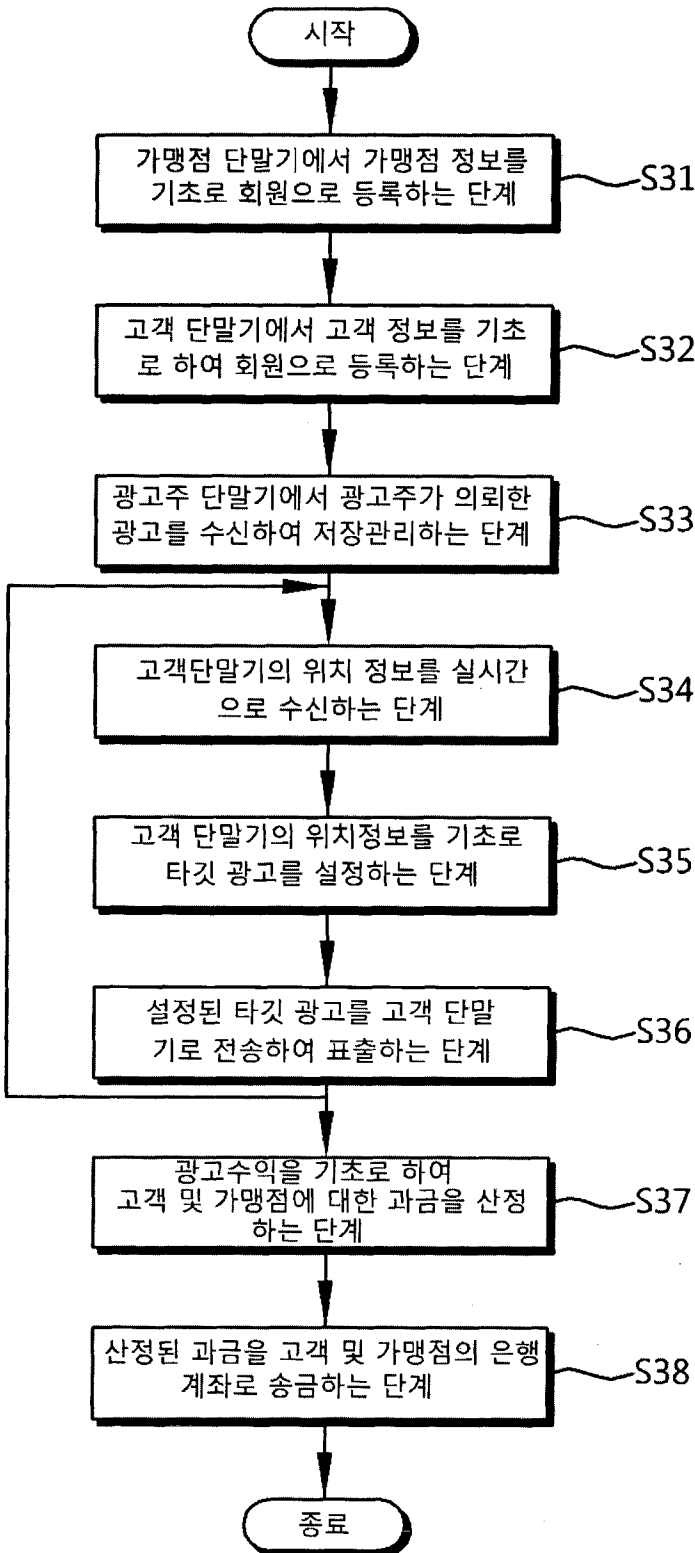 시작
가맹점 단말기에서 가맹점 정보를
기초로 회원으로 등록하는 단계
S31
고객 단말기에서 고객 정보를 기초
로 하여 회원으로 등록하는 단계
S32
광고주 단말기에서 광고주가 의뢰한
광고를 수신하여 저장관리하는 단계
S33
고객단말기의 위치 정보를 실시간
으로 수신하는 단계
S34
고객 단말기의 위치정보를 기초로
타깃 광고를 설정하는 단계
S35
설정된 타깃 광고를 고객 단말
기로 전송하여 표출하는 단계
S36
광고수익을 기초로 하여
고객 및 가맹점에 대한 과금을 산정
하는 단계
S37
산정된 과금을 고객 및 가맹점의 은행
계좌로 송금하는 단계
S38
종료